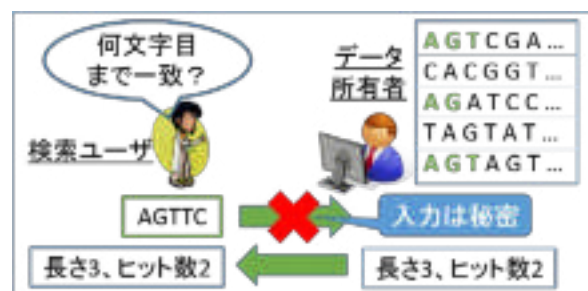 何文字目
まで一致？
検索ユーザ
データ
所有者
AGTCGA...
CACGGT...
AGATCC...
TAGTAT...
AGTAGT...
AGTTC
入力は秘密
長さ3、ヒット数2
長さ3、ヒット数2